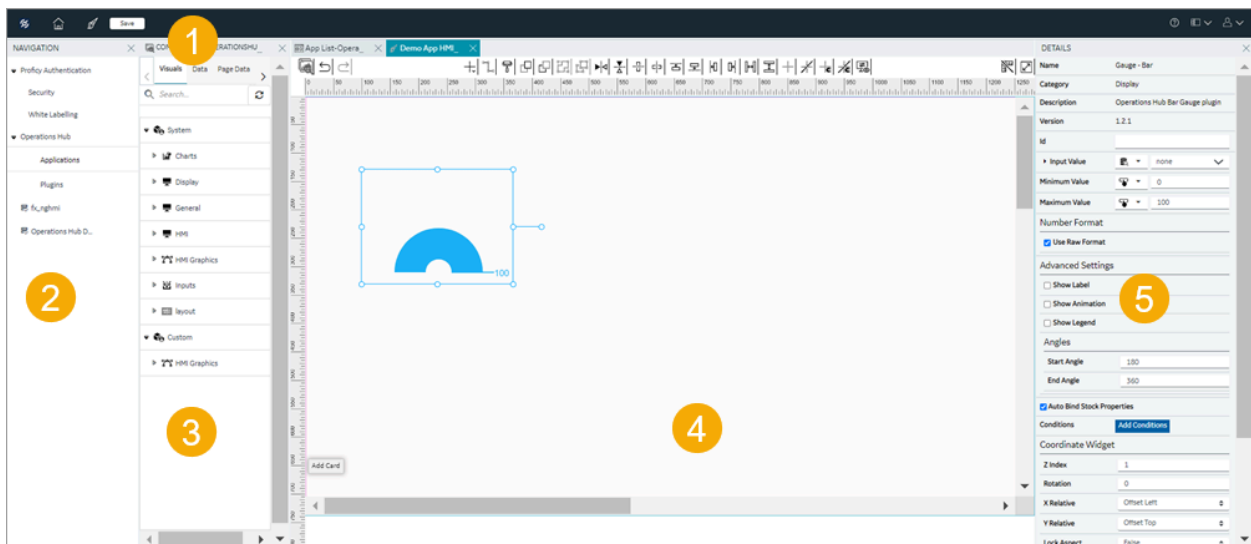 Save
1
NAVIGATION
Proficy Authentication
Security
White Labelling
Operations Hub
Applications
Plugins
fx_nghmi
Operations Hub D...
2
Visuals Data Page Data
Search...
System
Charts
Display
General
HMI
HMI Graphics
Inputs
layout
Custom
HMI Graphics
3
App List-Opera_ Demo App HMI_
100
4
Add Card
DETAILS
Name Gauge - Bar
Category Display
Description Operations Hub Bar Gauge plugin
Version 1.2.1
Id
Input Value none
Minimum Value 0
Maximum Value 100
Number Format
Use Raw Format
Advanced Settings
Show Label
Show Animation
Show Legend
5
Angles
Start Angle 180
End Angle 360
Auto Bind Stock Properties
Conditions Add Conditions
Coordinate Widget
Z Index 1
Rotation 0
X Relative Offset Left
Y Relative Offset Top
Lock Aspect False